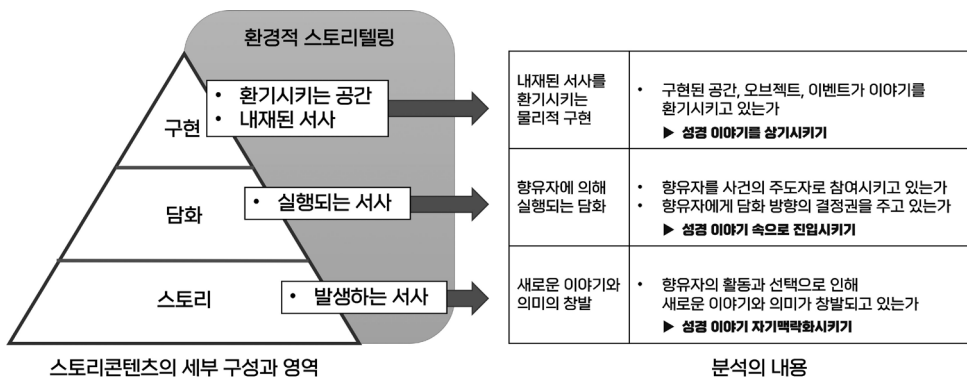 환경적 스토리텔링
• 환기시키는 공간
• 내재된 서사
구현
• 실행되는 서사
담화
• 발생하는 서사
스토리
스토리콘텐츠의 세부 구성과 영역
내재된 서사를
환기시키는
물리적 구현
• 구현된 공간, 오브젝트, 이벤트가 이야기를
환기시키고 있는가
▶ 성경 이야기를 상기시키기
향유자에 의해
실행되는 담화
• 향유자를 사건의 주도자로 참여시키고 있는가
• 향유자에게 담화 방향의 결정권을 주고 있는가
▶ 성경 이야기 속으로 진입시키기
새로운 이야기와
의미의 창발
• 향유자의 활동과 선택으로 인해
새로운 이야기와 의미가 창발되고 있는가
▶ 성경 이야기 자기맥락화시키기
분석의 내용